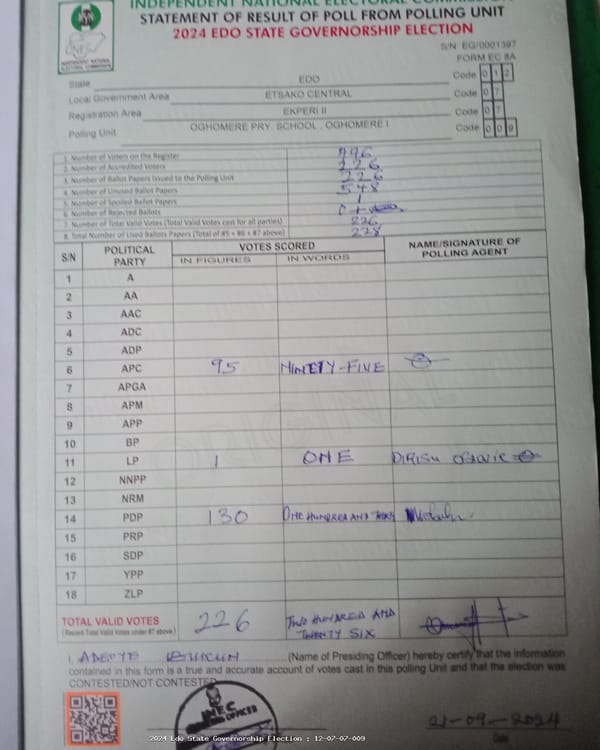 INDEPENDENT NATIONAL ELECTORAL COMMISSION
STATEMENT OF RESULT OF POLL FROM POLLING UNIT
2024 EDO STATE GOVERNORSHIP ELECTION
S/N: EG/0001397
FORM EC 8A
State EDO Code 0 1 2
Local Government Area ETSAKO CENTRAL Code 0 7
Registration Area EKPERI II Code 0 7
Polling Unit OGHOMERE PRY. SCHOOL, OGHOMERE I Code 0 0 9
1. Number of Voters on the Register 796
2. Number of Accredited Voters 226
3. Number of Ballot Papers Issued to the Polling Unit
4. Number of Unused Ballot Papers 548
5. Number of Spoiled Ballot Papers 1
6. Number of Rejected Ballots
7. Number of Total Valid Votes (Total Valid Votes cast for all parties) 226
8. Total Number of Used Ballots Papers (Total of #5 + #6 + #7 above) 228
S/N POLITICAL PARTY VOTES SCORED NAME/SIGNATURE OF POLLING AGENT
IN FIGURES IN WORDS
1 A
2 AA
3 AAC
4 ADC
5 ADP
6 APC 95 NINETY-FIVE
7 APGA
8 APM
9 APP
10 BP
11 LP 1 ONE DIRISU
12 NNPP
13 NRM
14 PDP 130 ONE HUNDRED AND THIRTY
15 PRP
16 SDP
17 YPP
18 ZLP
TOTAL VALID VOTES 226 TWO HUNDRED AND
(Record Total Valid Votes under #7 above) TWENTY SIX
I, (Name of Presiding Officer) hereby certify that the information
contained in this form is a true and accurate account of votes cast in this polling Unit and that the election was
CONTESTED/NOT CONTESTED
INEC
PRESIDING OFFICER
21-09-2024
Date
2024 Edo State Governorship Election : 12-07-07-009